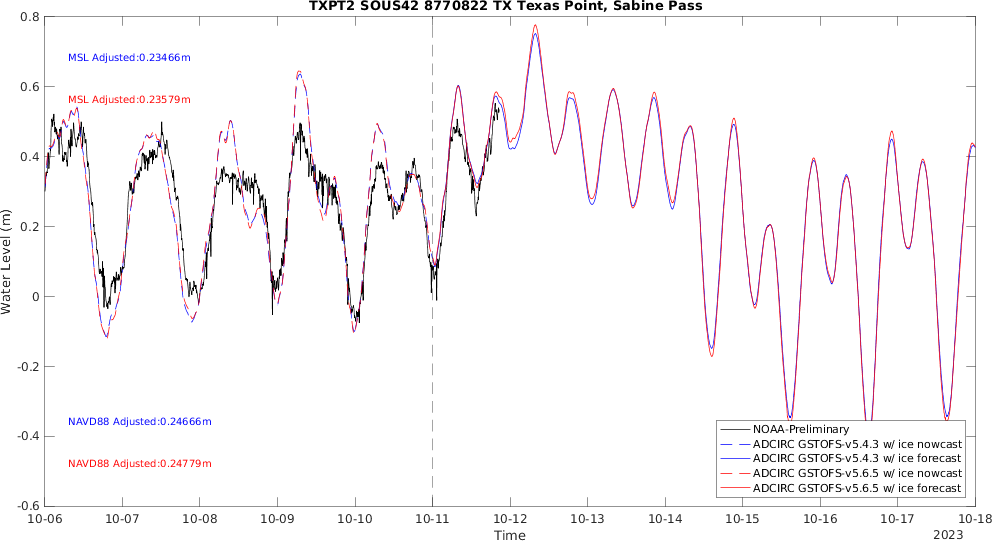 TXPT2 SOUS42 8770822 TX Texas Point, Sabine Pass
MSL Adjusted:0.23466m
MSL Adjusted:0.23579m
NAVD88 Adjusted:0.24666m
NAVD88 Adjusted:0.24779m
Water Level (m)
0.8
0.6
0.4
0.2
0
-0.2
-0.4
-0.6
NOAA-Preliminary
ADCIRC GSTOFS-v5.4.3 w/ ice nowcast
ADCIRC GSTOFS-v5.4.3 w/ ice forecast
ADCIRC GSTOFS-v5.6.5 w/ ice nowcast
ADCIRC GSTOFS-v5.6.5 w/ ice forecast
10-06 10-07 10-08 10-09 10-10 10-11 10-12 10-13 10-14 10-15 10-16 10-17 10-18
Time
2023